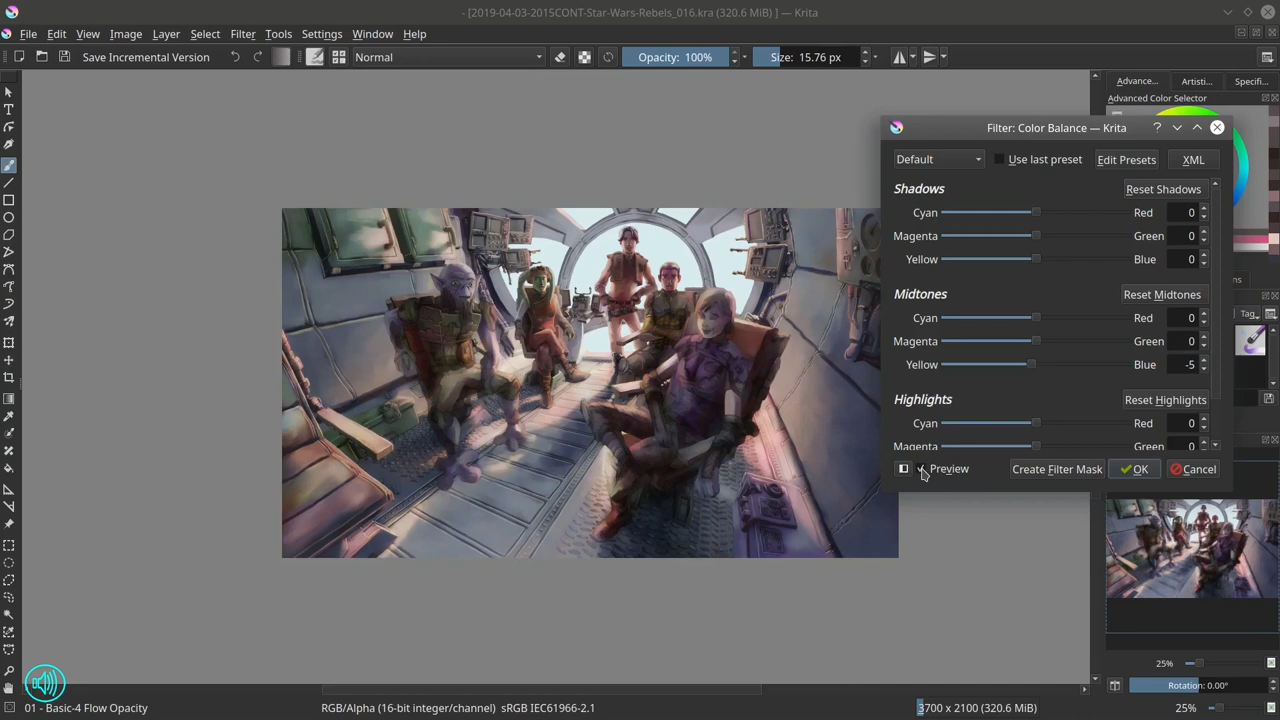 - [2019-04-03-2015CONT-Star-Wars-Rebels_016.kra (320.6 MiB) ] — Krita
File Edit View Image Layer Select Filter Tools Settings Window Help
Save Incremental Version Normal Opacity: 100% Size: 15.76 px
Advance... Artisti... Specifi...
Advanced Color Selector
Filter: Color Balance — Krita ?
Default Use last preset Edit Presets XML
Shadows Reset Shadows
Cyan Red 0
Magenta Green 0
Yellow Blue 0
Midtones Reset Midtones
Cyan Red 0
Magenta Green 0
Yellow Blue -5
Highlights Reset Highlights
Cyan Red 0
Magenta Green 0
Preview Create Filter Mask OK Cancel
ns
Tag
25%
Rotation: 0.00°
01 - Basic-4 Flow Opacity RGB/Alpha (16-bit integer/channel) sRGB IEC61966-2.1 3700 x 2100 (320.6 MiB) 25%